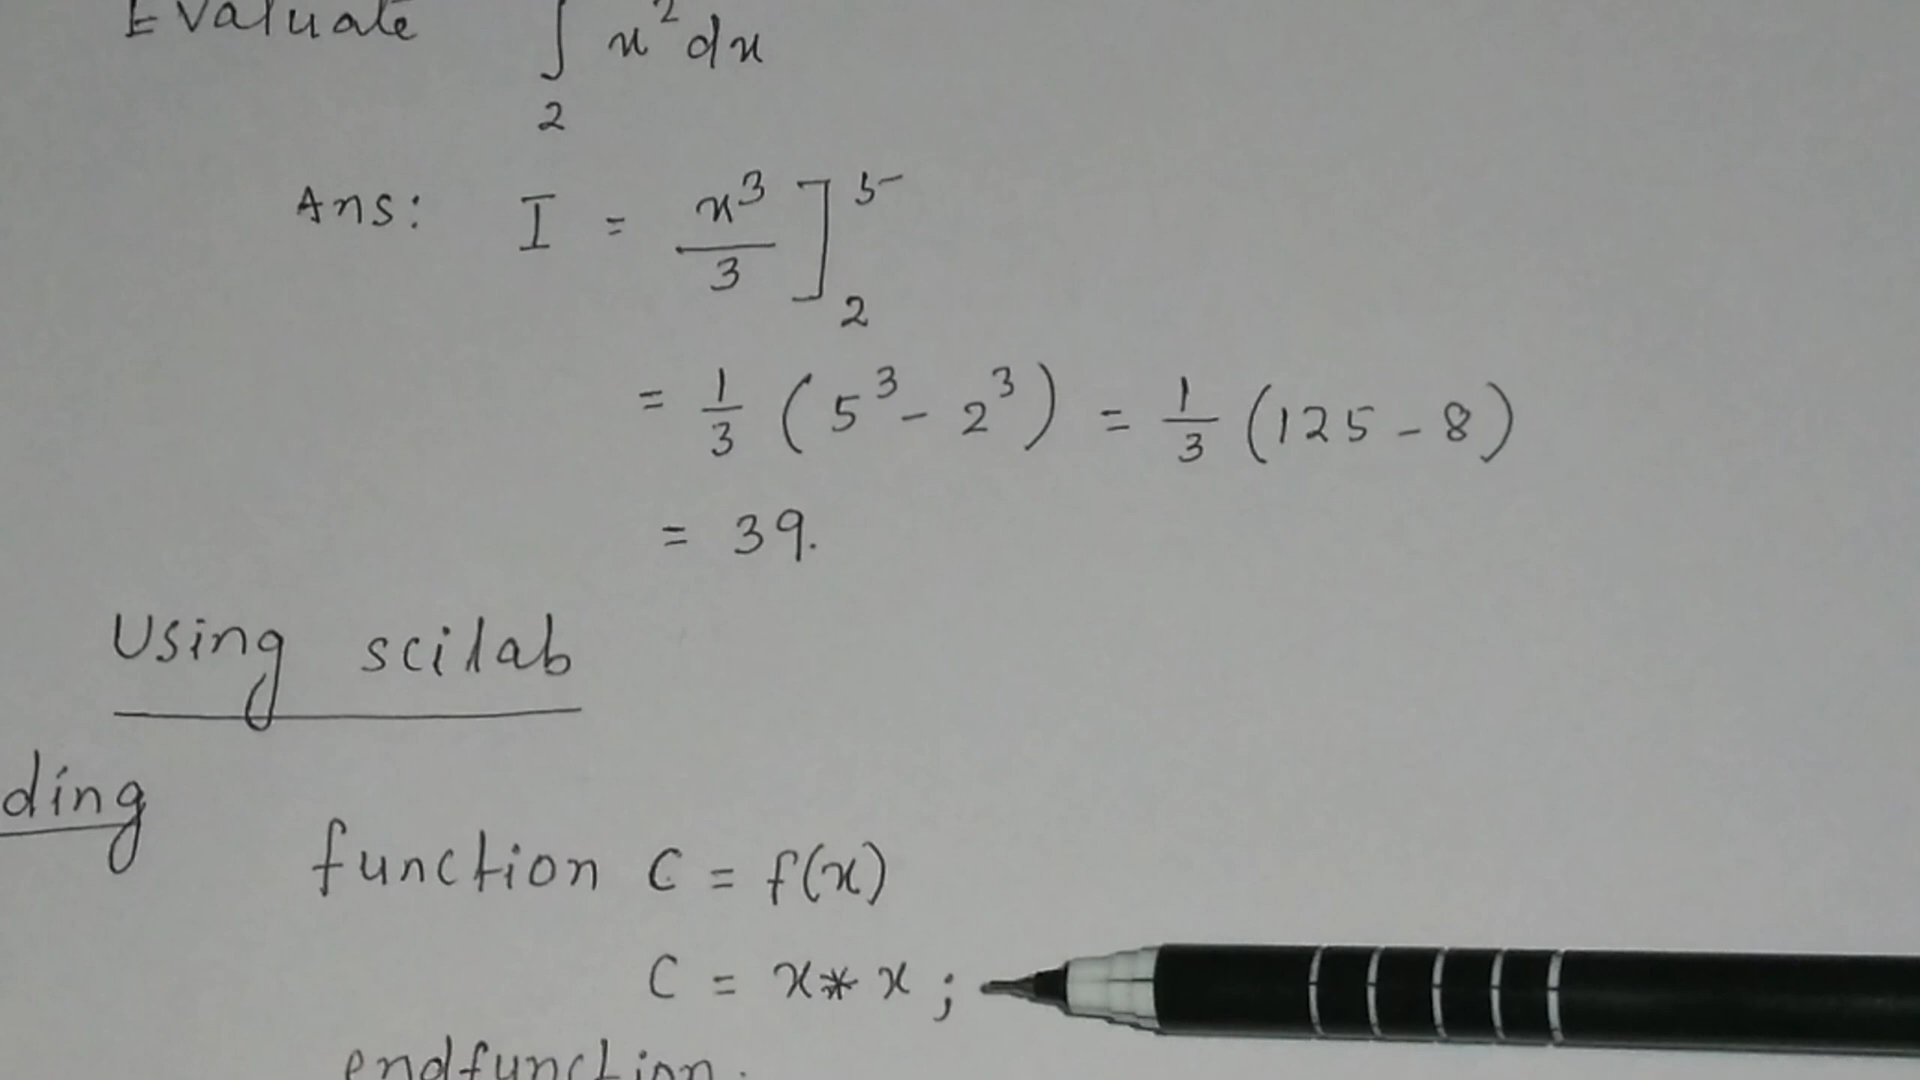 Evaluate ∫₂ x² dx
Ans: I = x³/3 ]₂⁵
= 1/3 (5³ - 2³) = 1/3 (125 - 8)
= 39.
Using scilab
ding
function C = f(x)
C = x * x ;
endfunction.